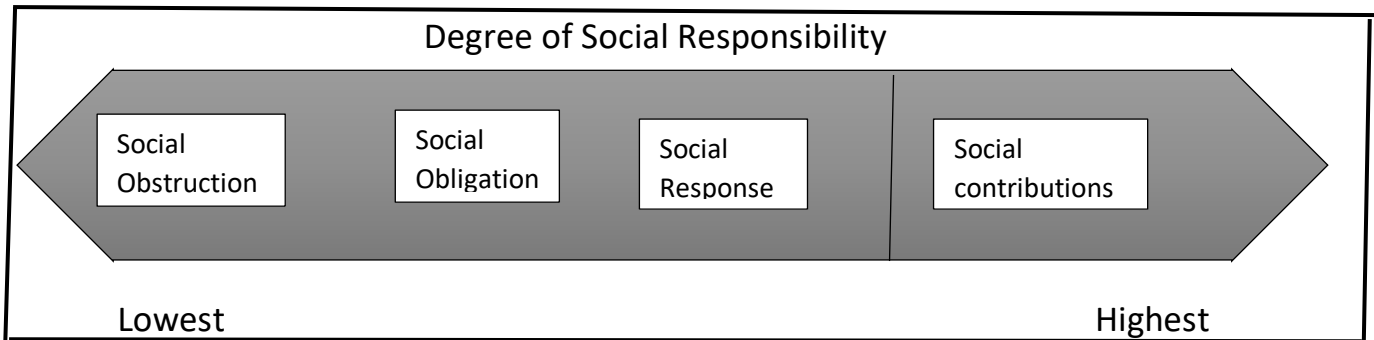 Degree of Social Responsibility
Social
Obstruction
Social
Obligation
Social
Response
Social
contributions
Lowest
Highest